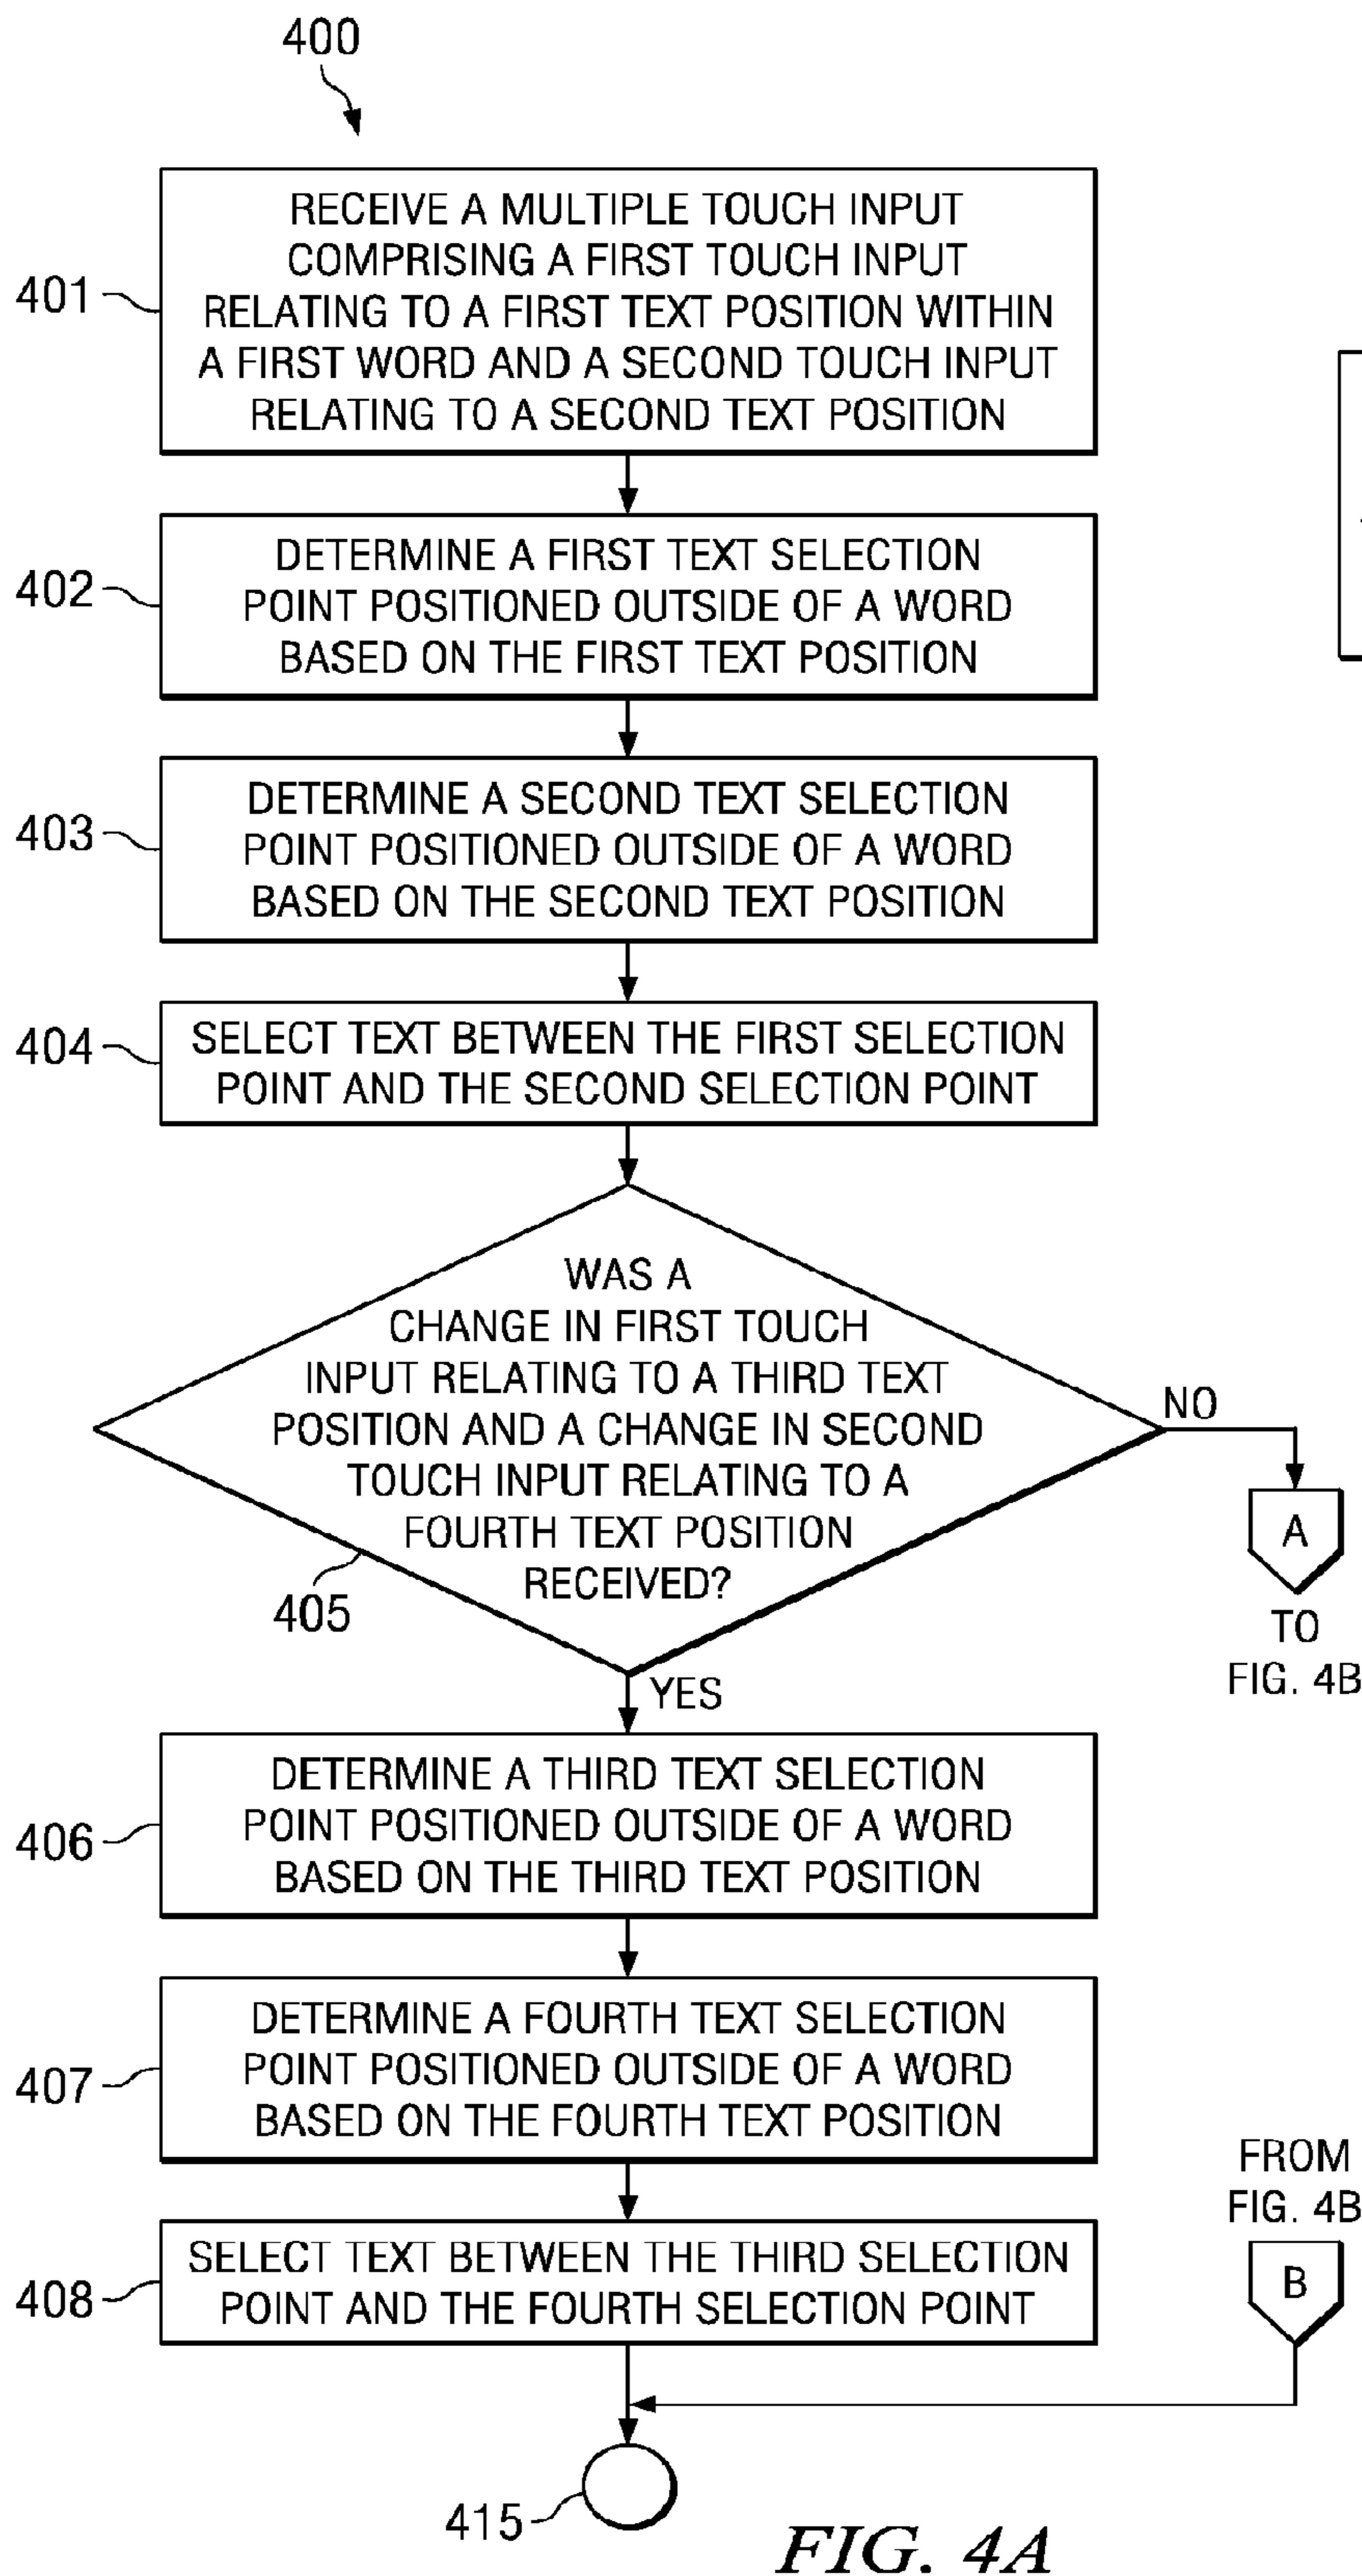 400
401
RECEIVE A MULTIPLE TOUCH INPUT
COMPRISING A FIRST TOUCH INPUT
RELATING TO A FIRST TEXT POSITION WITHIN
A FIRST WORD AND A SECOND TOUCH INPUT
RELATING TO A SECOND TEXT POSITION
402
DETERMINE A FIRST TEXT SELECTION
POINT POSITIONED OUTSIDE OF A WORD
BASED ON THE FIRST TEXT POSITION
403
DETERMINE A SECOND TEXT SELECTION
POINT POSITIONED OUTSIDE OF A WORD
BASED ON THE SECOND TEXT POSITION
404
SELECT TEXT BETWEEN THE FIRST SELECTION
POINT AND THE SECOND SELECTION POINT
WAS A
CHANGE IN FIRST TOUCH
INPUT RELATING TO A THIRD TEXT
POSITION AND A CHANGE IN SECOND
TOUCH INPUT RELATING TO A
FOURTH TEXT POSITION
RECEIVED?
405
NO
A
TO
FIG. 4B
YES
406
DETERMINE A THIRD TEXT SELECTION
POINT POSITIONED OUTSIDE OF A WORD
BASED ON THE THIRD TEXT POSITION
407
DETERMINE A FOURTH TEXT SELECTION
POINT POSITIONED OUTSIDE OF A WORD
BASED ON THE FOURTH TEXT POSITION
408
SELECT TEXT BETWEEN THE THIRD SELECTION
POINT AND THE FOURTH SELECTION POINT
FROM
FIG. 4B
B
415
FIG. 4A